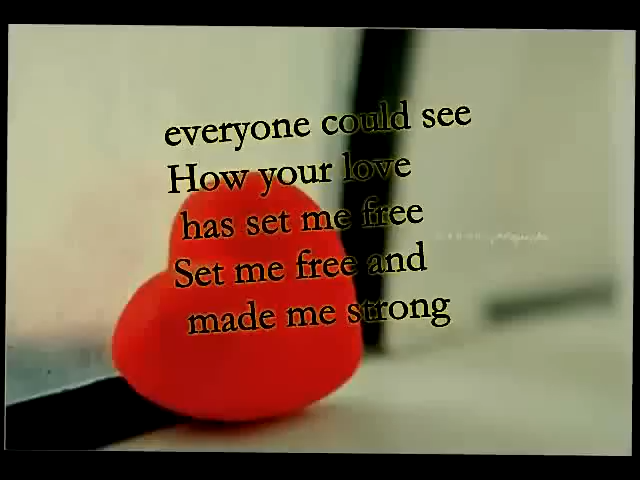 everyone could see
How your love
has set me free
Set me free and
made me strong